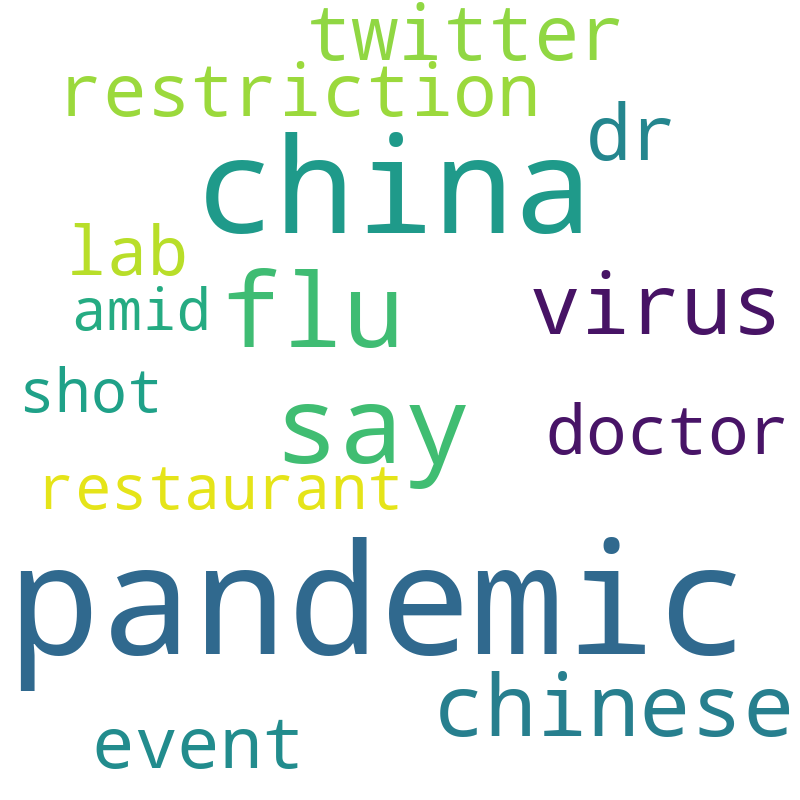 twitter
restriction
dr
china
lab
amid
flu
virus
shot
say
doctor
restaurant
pandemic
chinese
event